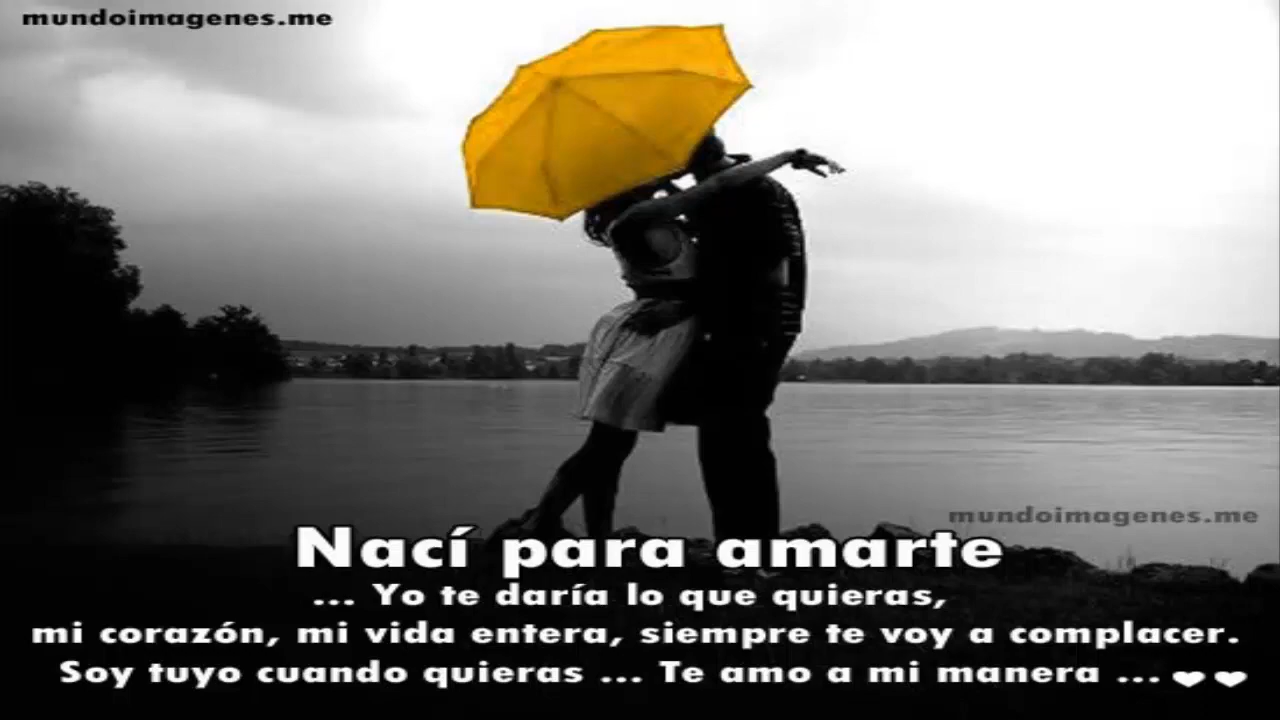 mundoimagenes.me
mundoimagenes.me
Nací para amarte
... Yo te daría lo que quieras,
mi corazón, mi vida entera, siempre te voy a complacer.
Soy tuyo cuando quieras ... Te amo a mi manera ... ❤❤